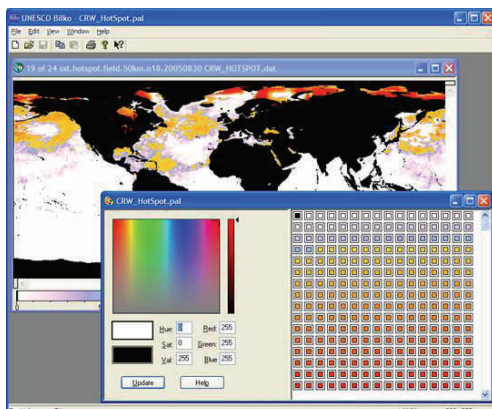 UNESCO Bilko - CRW_HotSpot.pal
File Edit View Window Help
19 of 24 sst.hotspot.field.50km.n18.20050830 CRW_HOTSPOT.dat
CRW_HotSpot.pal
Hue: 0 Red: 255
Sat: 0 Green: 255
Val: 255 Blue 255
Update Help